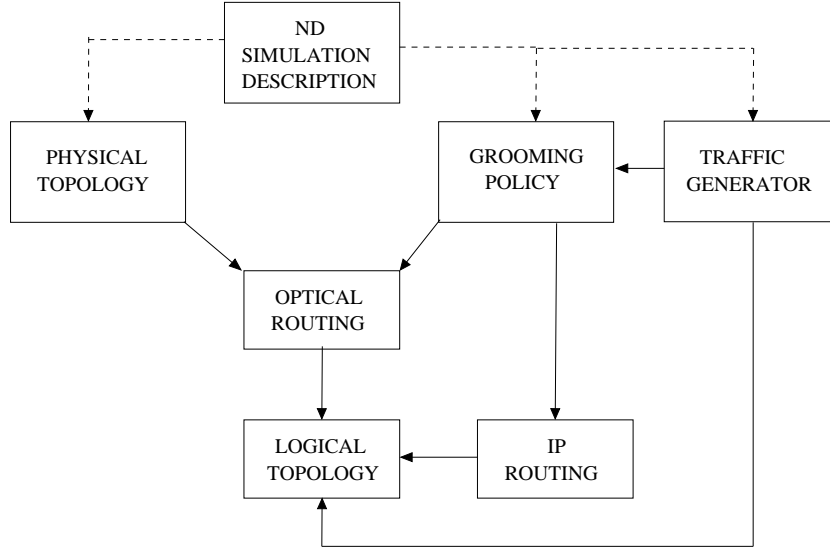 ND
SIMULATION
DESCRIPTION
PHYSICAL
TOPOLOGY
GROOMING
POLICY
TRAFFIC
GENERATOR
OPTICAL
ROUTING
LOGICAL
TOPOLOGY
IP
ROUTING